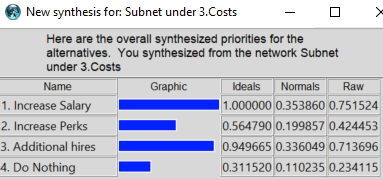 New synthesis for: Subnet under 3.Costs
Here are the overall synthesized priorities for the
alternatives. You synthesized from the network Subnet
under 3.Costs
Name Graphic Ideals Normals Raw
1. Increase Salary 1.000000 0.353860 0.751524
2. Increase Perks 0.564790 0.199857 0.424453
3. Additional hires 0.949665 0.336049 0.713696
4. Do Nothing 0.311520 0.110235 0.234115